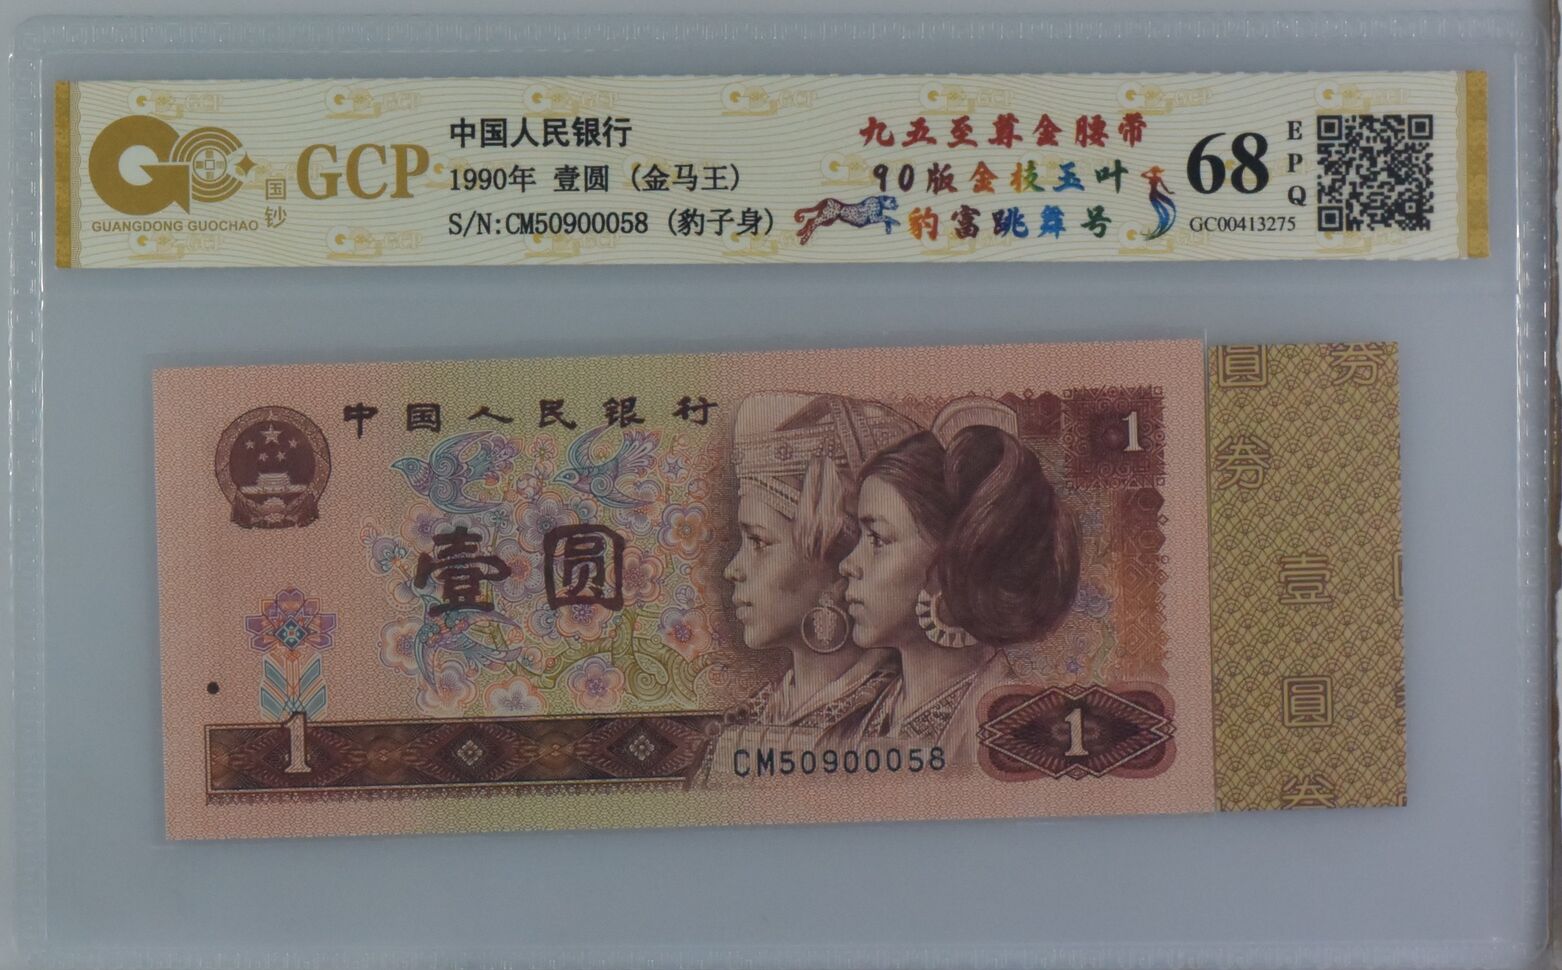 GCP
国钞
GUANGDONG GUOCHAO
中国人民银行
1990年 壹圆 (金马王)
S/N:CM50900058 (豹子身)
九五至尊金腰带
90版金枝玉叶
豹富跳舞号
68
EPQ
GC00413275
中国人民银行
壹圆
1
1
1
CM50900058
圆 券
券
壹
圆
券